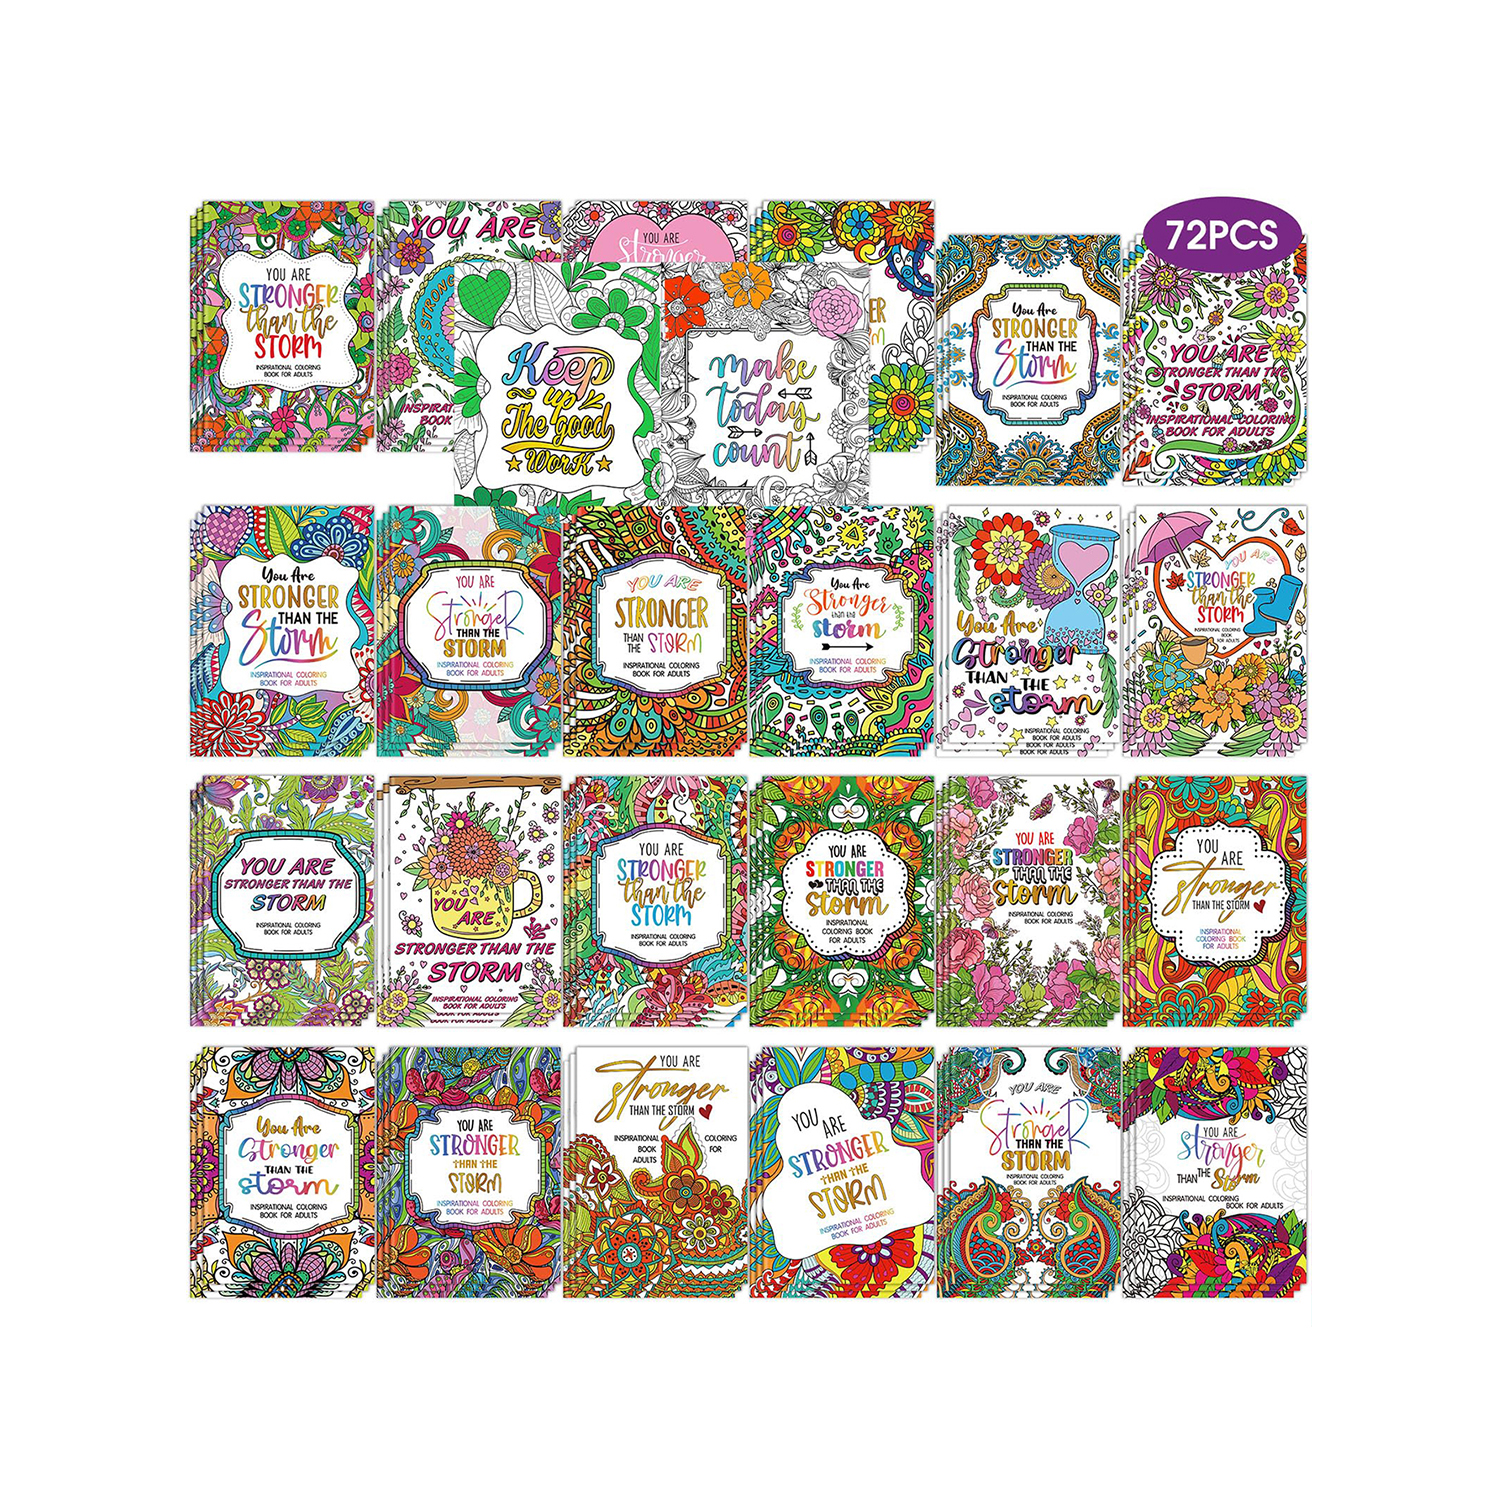 72PCS
YOU ARE
STRONGER
than the
STORM
INSPIRATIONAL COLORING
BOOK FOR ADULTS
YOU ARE
STRONG
INSPIRAT
BOOK
YOU ARE
Stronger
ER
M
Keep
up
The good
WorK
make
today
count
You Are
STRONGER
THAN THE
Storm
INSPIRATIONAL COLORING
BOOK FOR ADULTS
YOU ARE
STRONGER THAN THE
STORM
INSPIRATIONAL COLORING
BOOK FOR ADULTS
You Are
STRONGER
THAN THE
Storm
INSPIRATIONAL COLORING
BOOK FOR ADULTS
YOU ARE
StrongeR
THAN THE
STORM
INSPIRATIONAL COLORING
BOOK FOR ADULTS
YOU ARE
STRONGER
THAN
THE STORM
INSPIRATIONAL COLORING
BOOK FOR ADULTS
You Are
Stronger
than the
storm
INSPIRATIONAL COLORING
BOOK FOR ADULTS
You Are
Stronger
THAN THE
storm
INSPIRATIONAL COLORING
BOOK FOR ADULTS
BOOK FOR ADULTS
BOOK FOR ADULTS
YOU ARE
STRONGER
than the
STORM
INSPIRATIONAL COLORING
BOOK
FOR ADULTS
YOU ARE
STRONGER THAN THE
STORM
INSPIRATIONAL COLORING
BOOK FOR ADULTS
YOU ARE
STRONGER THAN THE
STORM
INSPIRATIONAL COLORING
BOOK FOR ADULTS
BOOK FOR ADULTS
YOU ARE
STRONGER
than the
STORM
INSPIRATIONAL COLORING
BOOK FOR ADULTS
YOU ARE
STRONGER
THAN THE
Storm
INSPIRATIONAL
COLORING BOOK
FOR ADULTS
YOU ARE
STRONGER
THAN THE
Storm
INSPIRATIONAL COLORING
BOOK FOR ADULTS
YOU ARE
stronger
THAN THE STORM
INSPIRATIONAL
COLORING BOOK
FOR ADULTS
You Are
Stronger
THAN THE
storm
INSPIRATIONAL COLORING
BOOK FOR ADULTS
YOU ARE
STRONGER
THAN THE
STORM
INSPIRATIONAL COLORING
BOOK FOR ADULTS
YOU ARE
stronger
THAN THE STORM
INSPIRATIONAL COLORING
BOOK FOR
ADULTS
YOU ARE
STRONGER
THAN THE
STORM
INSPIRATIONAL COLORING
BOOK FOR ADULTS
YOU ARE
StrongeR
THAN THE
STORM
INSPIRATIONAL COLORING
BOOK FOR ADULTS
YOU ARE
Stronger
THAN THE Storm
INSPIRATIONAL COLORING
BOOK FOR ADULTS